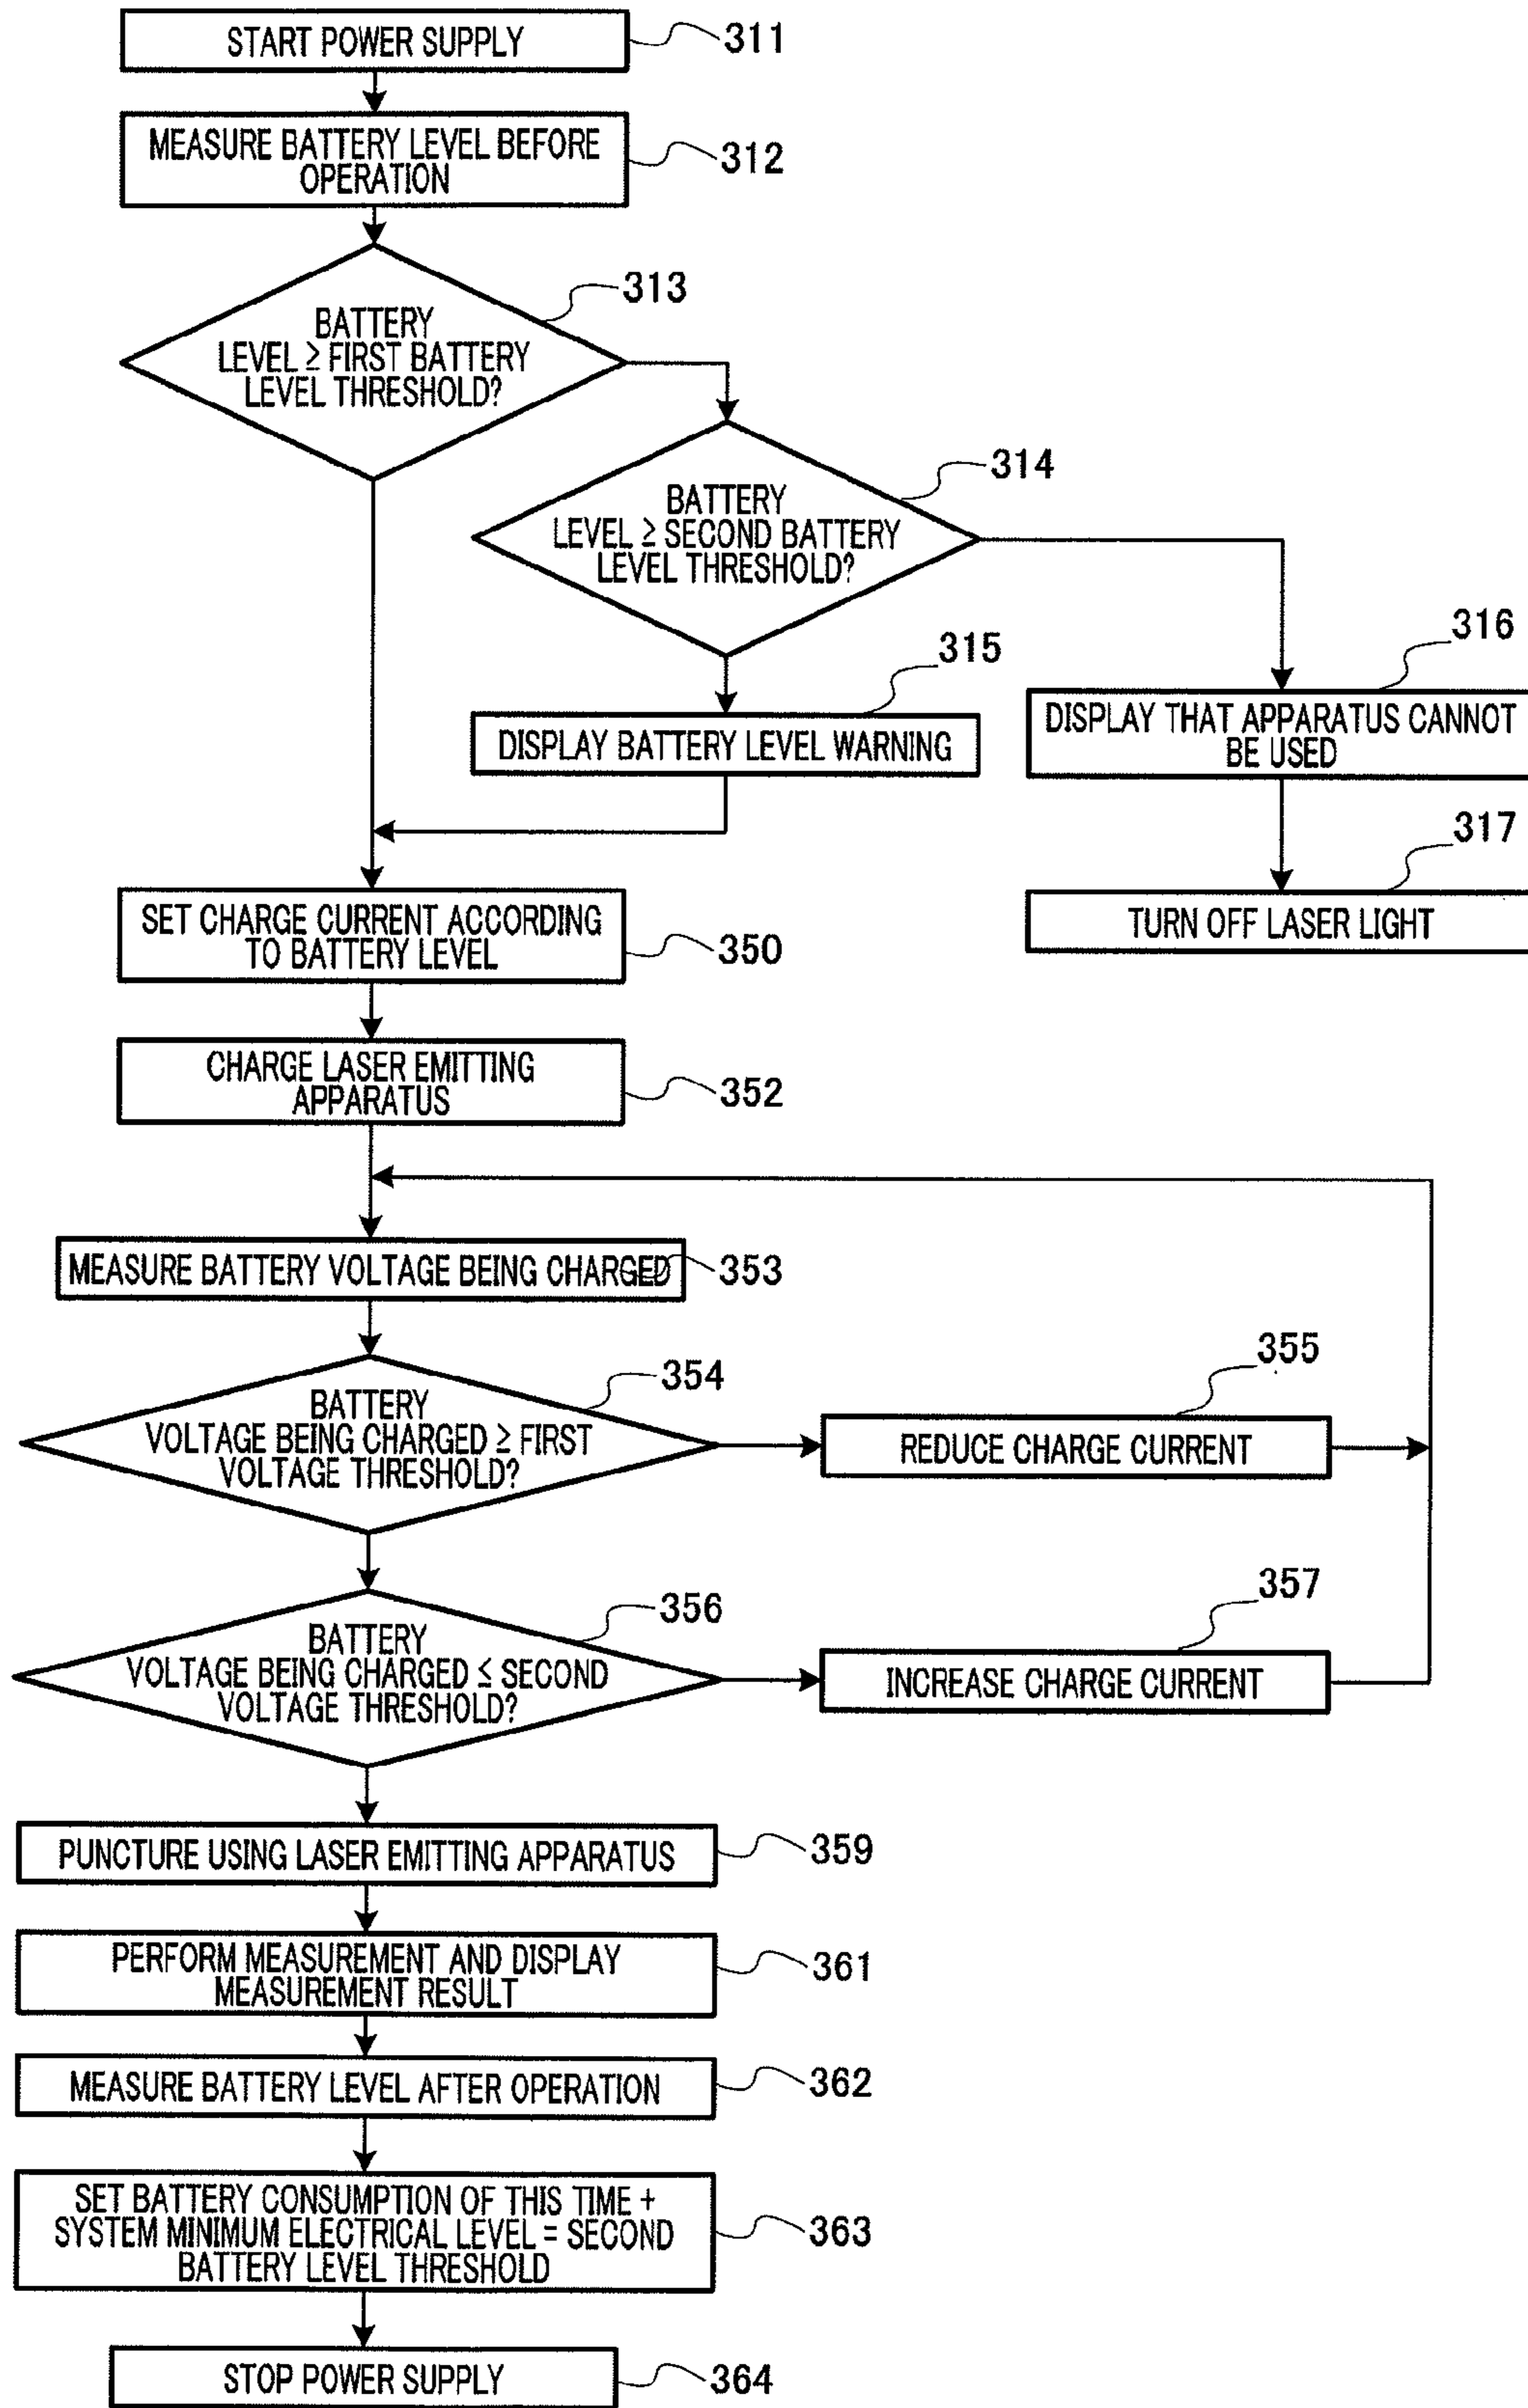 START POWER SUPPLY
311
MEASURE BATTERY LEVEL BEFORE
OPERATION
312
313
BATTERY
LEVEL ≥ FIRST BATTERY
LEVEL THRESHOLD?
314
BATTERY
LEVEL ≥ SECOND BATTERY
LEVEL THRESHOLD?
315
DISPLAY BATTERY LEVEL WARNING
316
DISPLAY THAT APPARATUS CANNOT
BE USED
317
TURN OFF LASER LIGHT
SET CHARGE CURRENT ACCORDING
TO BATTERY LEVEL
350
CHARGE LASER EMITTING
APPARATUS
352
MEASURE BATTERY VOLTAGE BEING CHARGED
353
354
BATTERY
VOLTAGE BEING CHARGED ≥ FIRST
VOLTAGE THRESHOLD?
355
REDUCE CHARGE CURRENT
356
BATTERY
VOLTAGE BEING CHARGED ≤ SECOND
VOLTAGE THRESHOLD?
357
INCREASE CHARGE CURRENT
PUNCTURE USING LASER EMITTING APPARATUS
359
PERFORM MEASUREMENT AND DISPLAY
MEASUREMENT RESULT
361
MEASURE BATTERY LEVEL AFTER OPERATION
362
SET BATTERY CONSUMPTION OF THIS TIME +
SYSTEM MINIMUM ELECTRICAL LEVEL = SECOND
BATTERY LEVEL THRESHOLD
363
STOP POWER SUPPLY
364